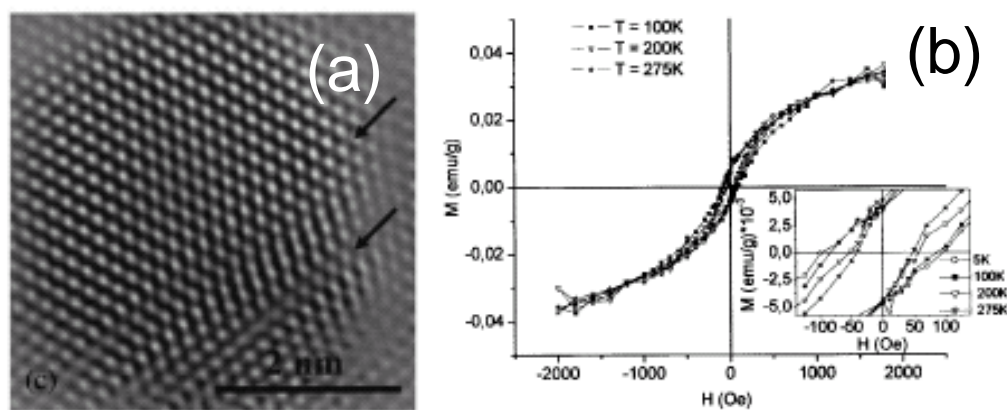 (a)
(c)
2 nm
(b)
T = 100K
T = 200K
T = 275K
0,04
0,02
0,00
-0.02
-0.04
M (emu/g)
-2000 -1000 0 1000 2000
H (Oe)
5,0
2,5
0.0
-2,5
-5,0
M (emu/g)*10⁻³
-100 -50 0 50 100
H (Oe)
5K
100K
200K
275K